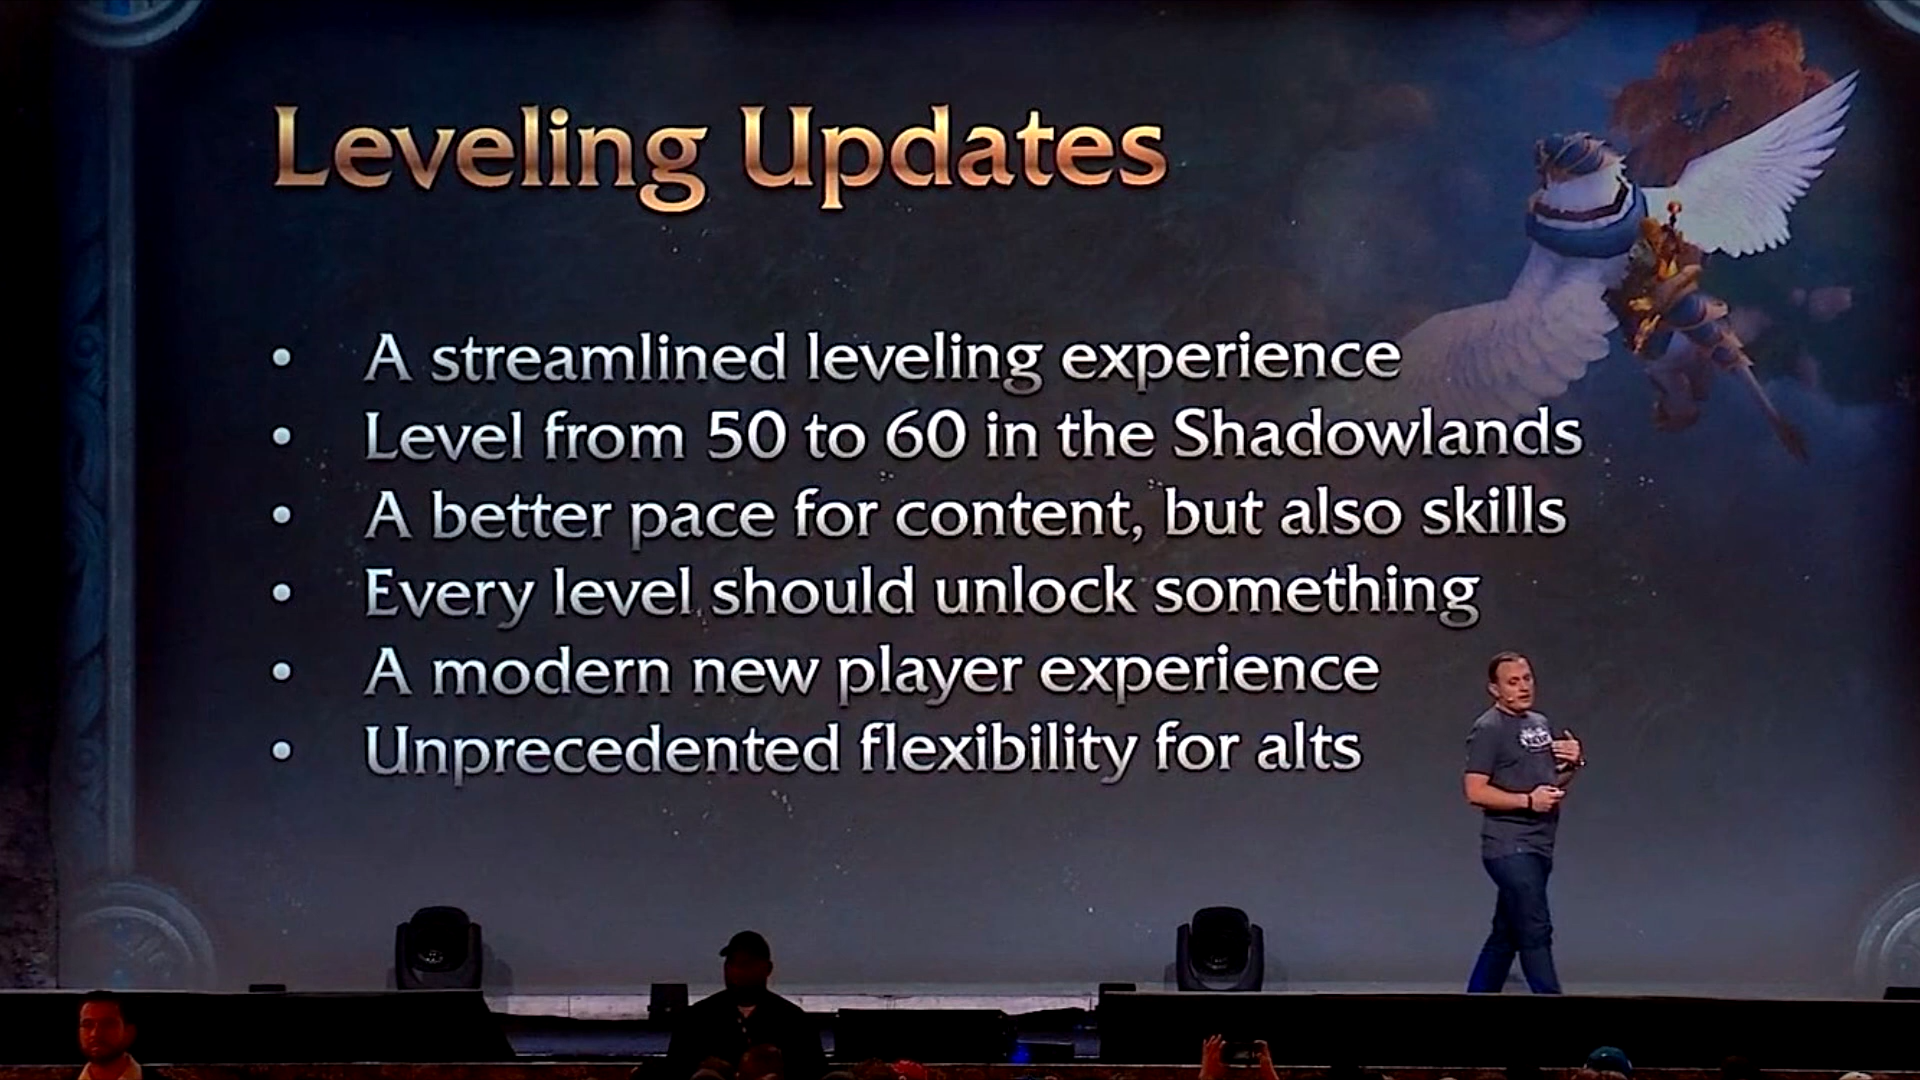 Leveling Updates
• A streamlined leveling experience
• Level from 50 to 60 in the Shadowlands
• A better pace for content, but also skills
• Every level should unlock something
• A modern new player experience
• Unprecedented flexibility for alts